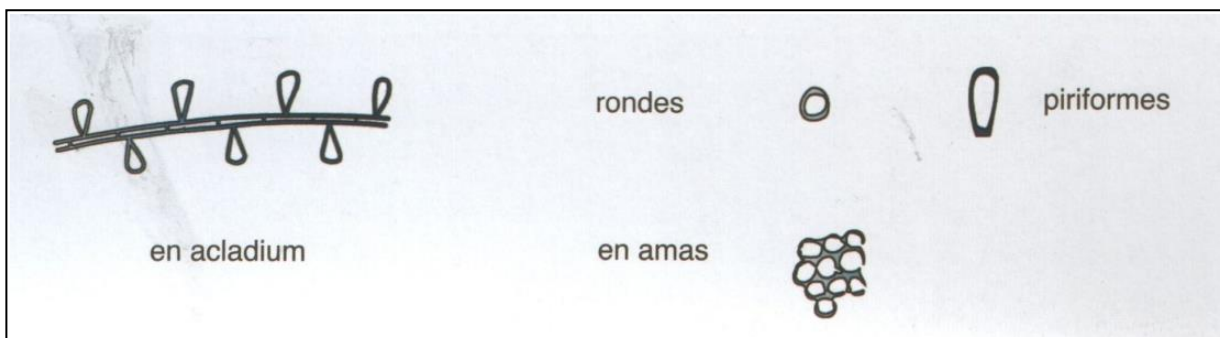 rondes
piriformes
en acladium
en amas